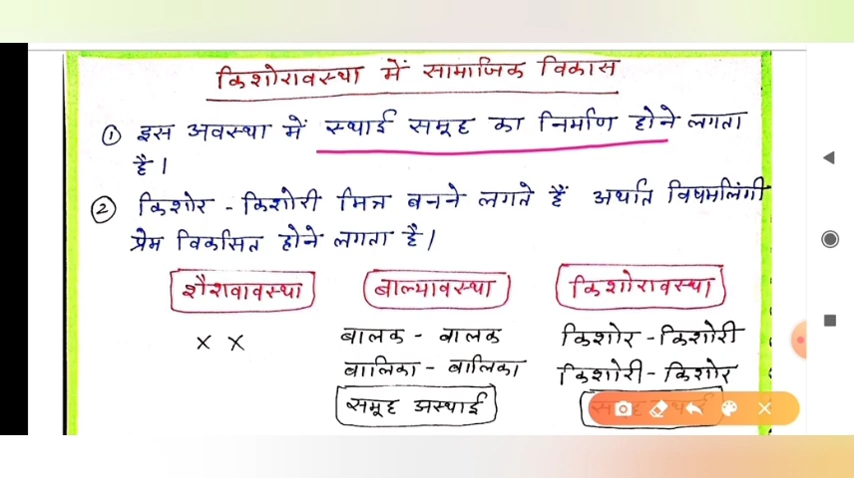 किशोरावस्था में सामाजिक विकास
① इस अवस्था में स्थाई समूह का निर्माण होने लगता
है।
② किशोर - किशोरी मित्र बनने लगते हैं अर्थात विषमलिंगी
प्रेम विकसित होने लगता है।
शैशवावस्था बाल्यावस्था किशोरावस्था
× × बालक - बालक किशोर - किशोरी
बालिका - बालिका किशोरी - किशोर
समूह अस्थाई